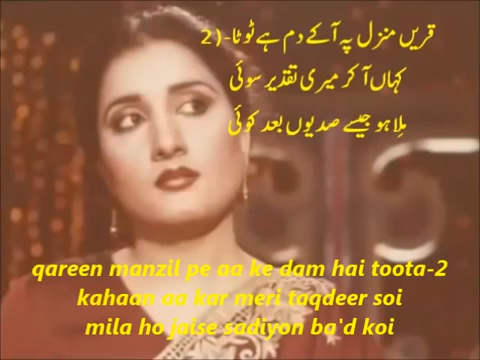 قریں منزل پہ آکے دم ہے ٹوٹا-(2
کہاں آ کر میری تقدیر سوئی
مِلا ہو جیسے صدیوں بعد کوئی
qareen manzil pe aa ke dam hai toota-2
kahaan aa kar meri taqdeer soi
mila ho jaise sadiyon ba'd koi